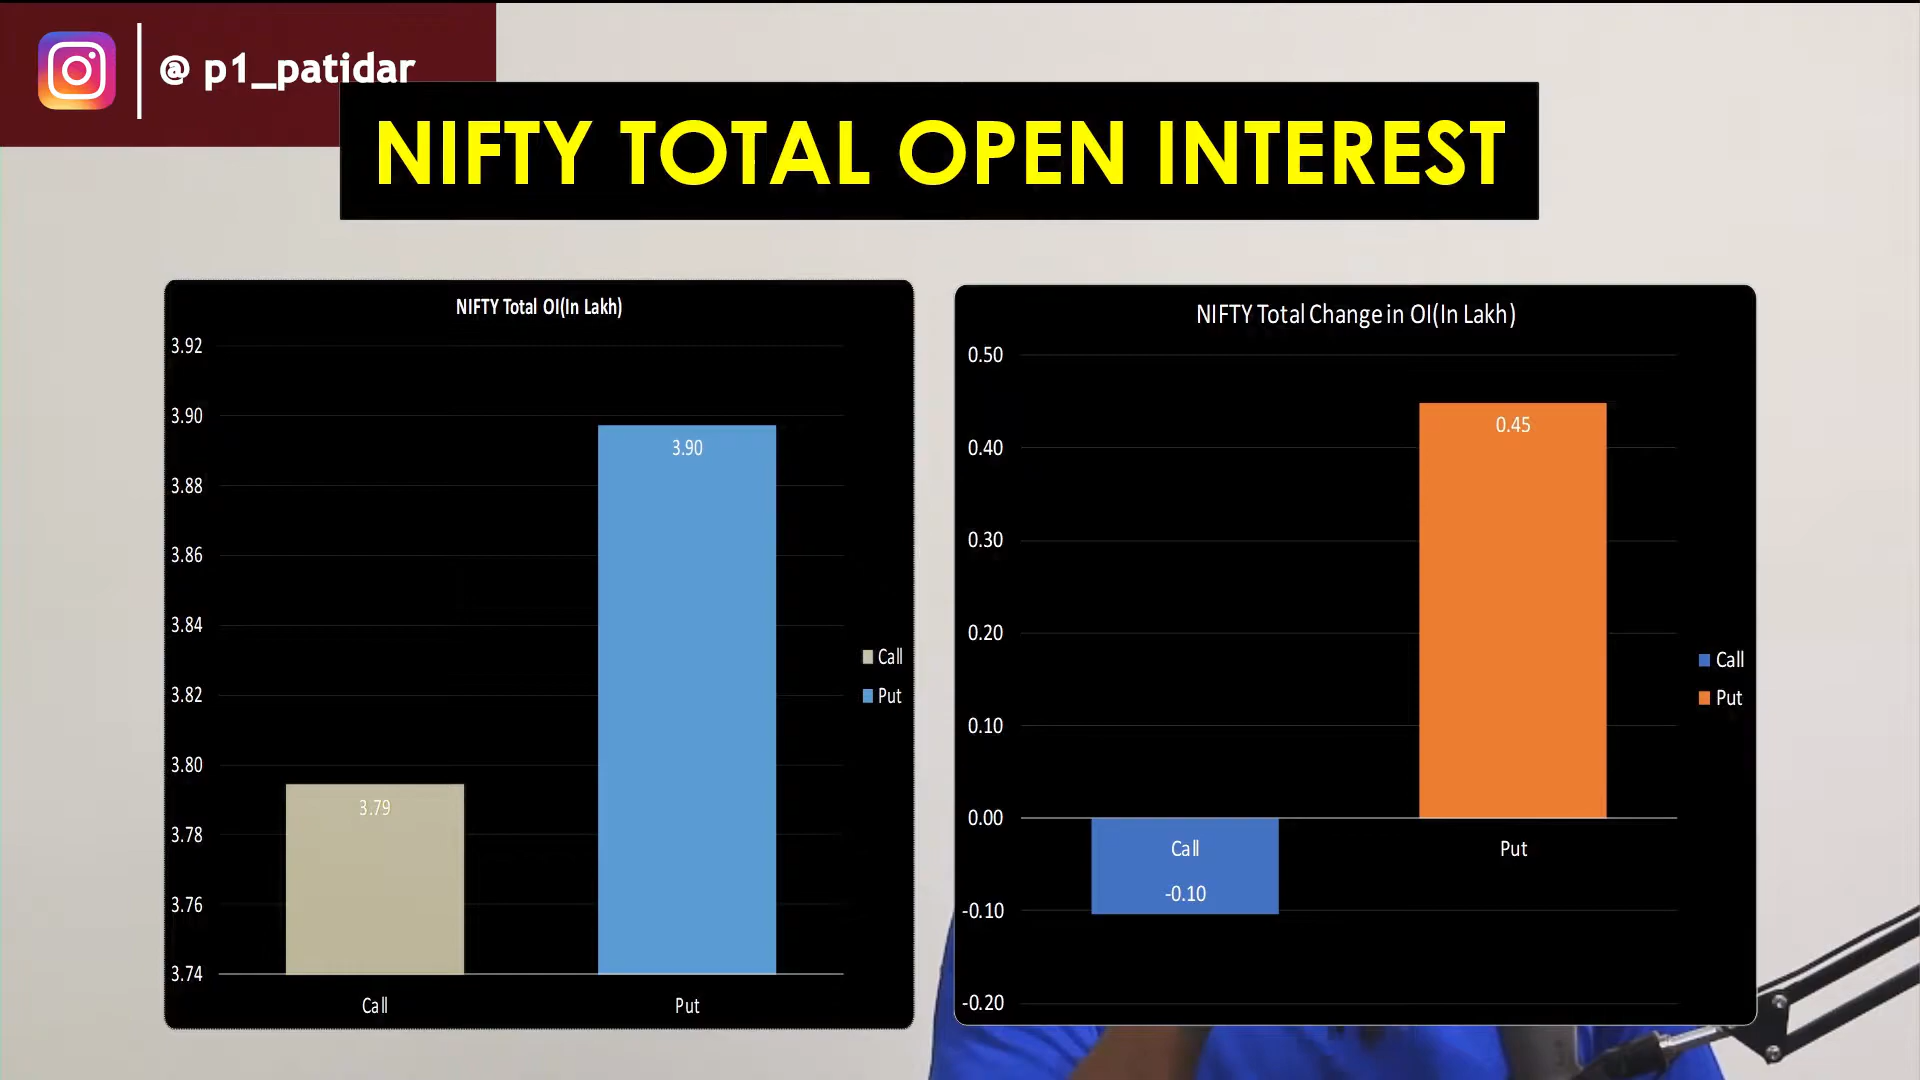 @ p1_patidar
NIFTY TOTAL OPEN INTEREST
NIFTY Total OI(In Lakh)
3.92
3.90
3.88
3.86
3.84
3.82
3.80
3.78
3.76
3.74
3.79
3.90
Call
Put
Call
Put
NIFTY Total Change in OI(In Lakh)
0.50
0.40
0.30
0.20
0.10
0.00
-0.10
-0.20
0.45
Call
-0.10
Put
Call
Put